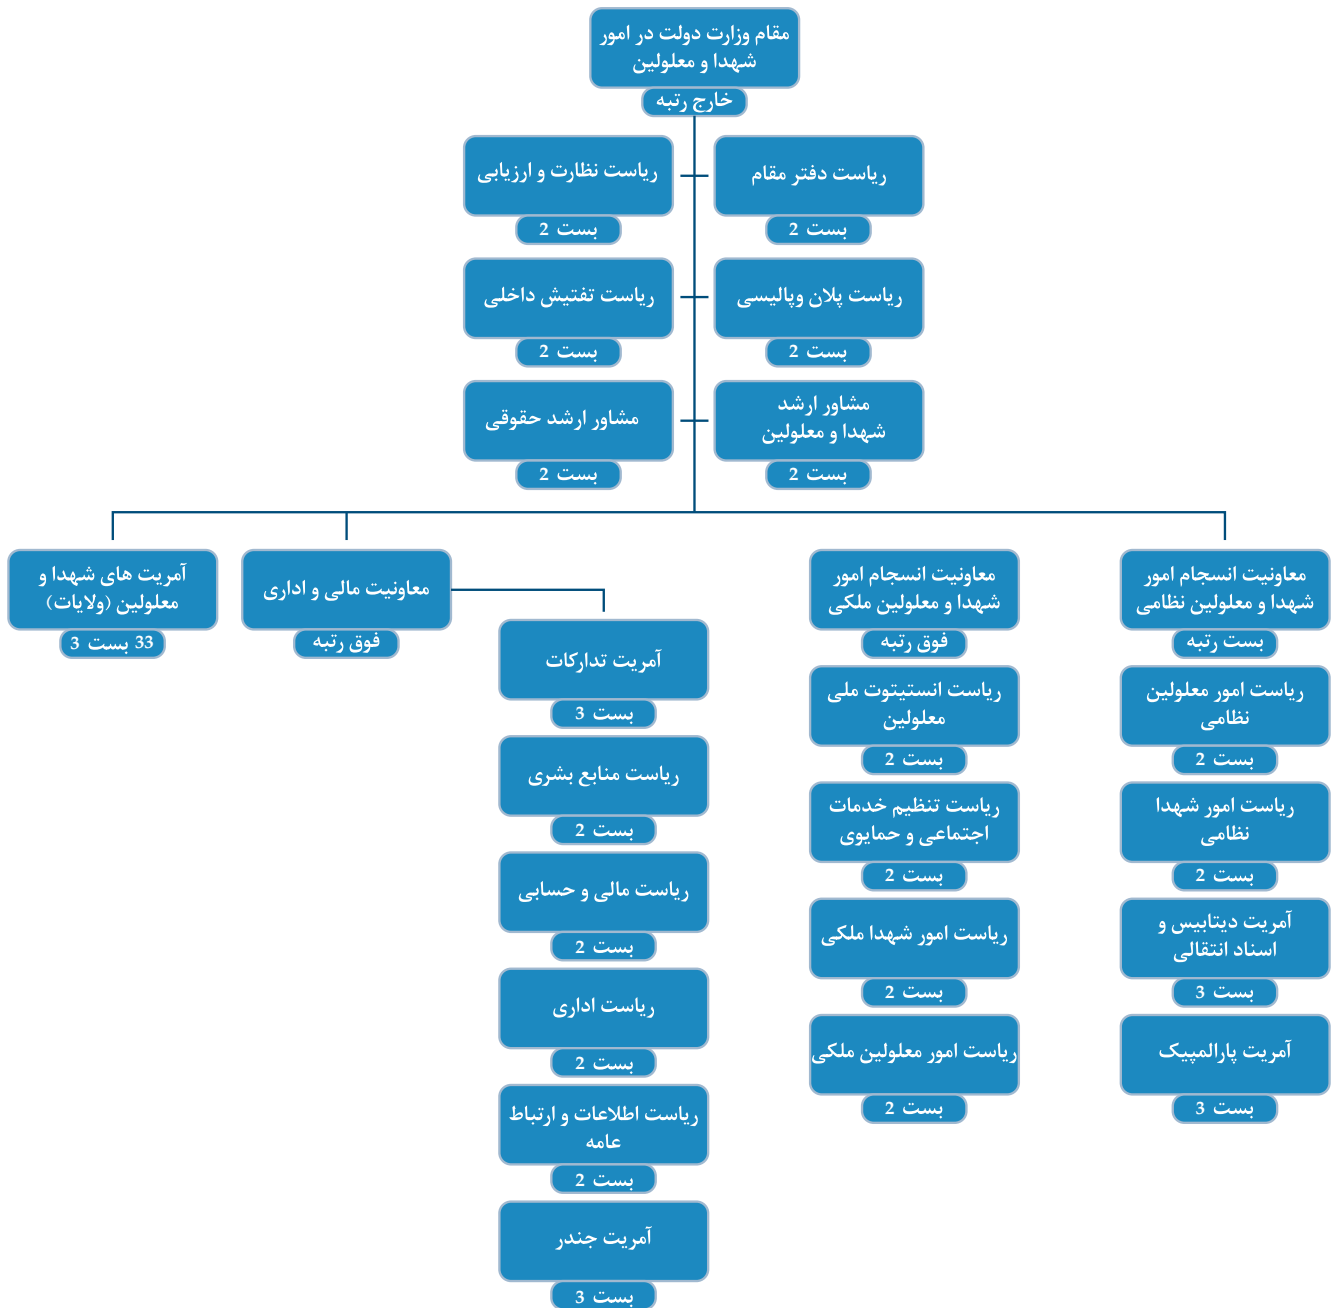 مقام وزارت دولت در امور
شهدا و معلولین
خارج رتبه
ریاست دفتر مقام
بست 2
ریاست نظارت و ارزیابی
بست 2
ریاست پلان وپالیسی
بست 2
ریاست تفتیش داخلی
بست 2
مشاور ارشد
شهدا و معلولین
بست 2
مشاور ارشد حقوقی
بست 2
معاونیت انسجام امور
شهدا و معلولین نظامی
بست رتبه
ریاست امور معلولین
نظامی
بست 2
ریاست امور شهدا
نظامی
بست 2
آمریت دیتابیس و
اسناد انتقالی
بست 3
آمریت پارالمپیک
بست 3
معاونیت انسجام امور
شهدا و معلولین ملکی
فوق رتبه
ریاست انستیتوت ملی
معلولین
بست 2
ریاست تنظیم خدمات
اجتماعی و حمایوی
بست 2
ریاست امور شهدا ملکی
بست 2
ریاست امور معلولین ملکی
بست 2
معاونیت مالی و اداری
فوق رتبه
آمریت تدارکات
بست 3
ریاست منابع بشری
بست 2
ریاست مالی و حسابی
بست 2
ریاست اداری
بست 2
ریاست اطلاعات و ارتباط
عامه
بست 2
آمریت جندر
بست 3
آمریت های شهدا و
معلولین (ولایات)
33 بست 3